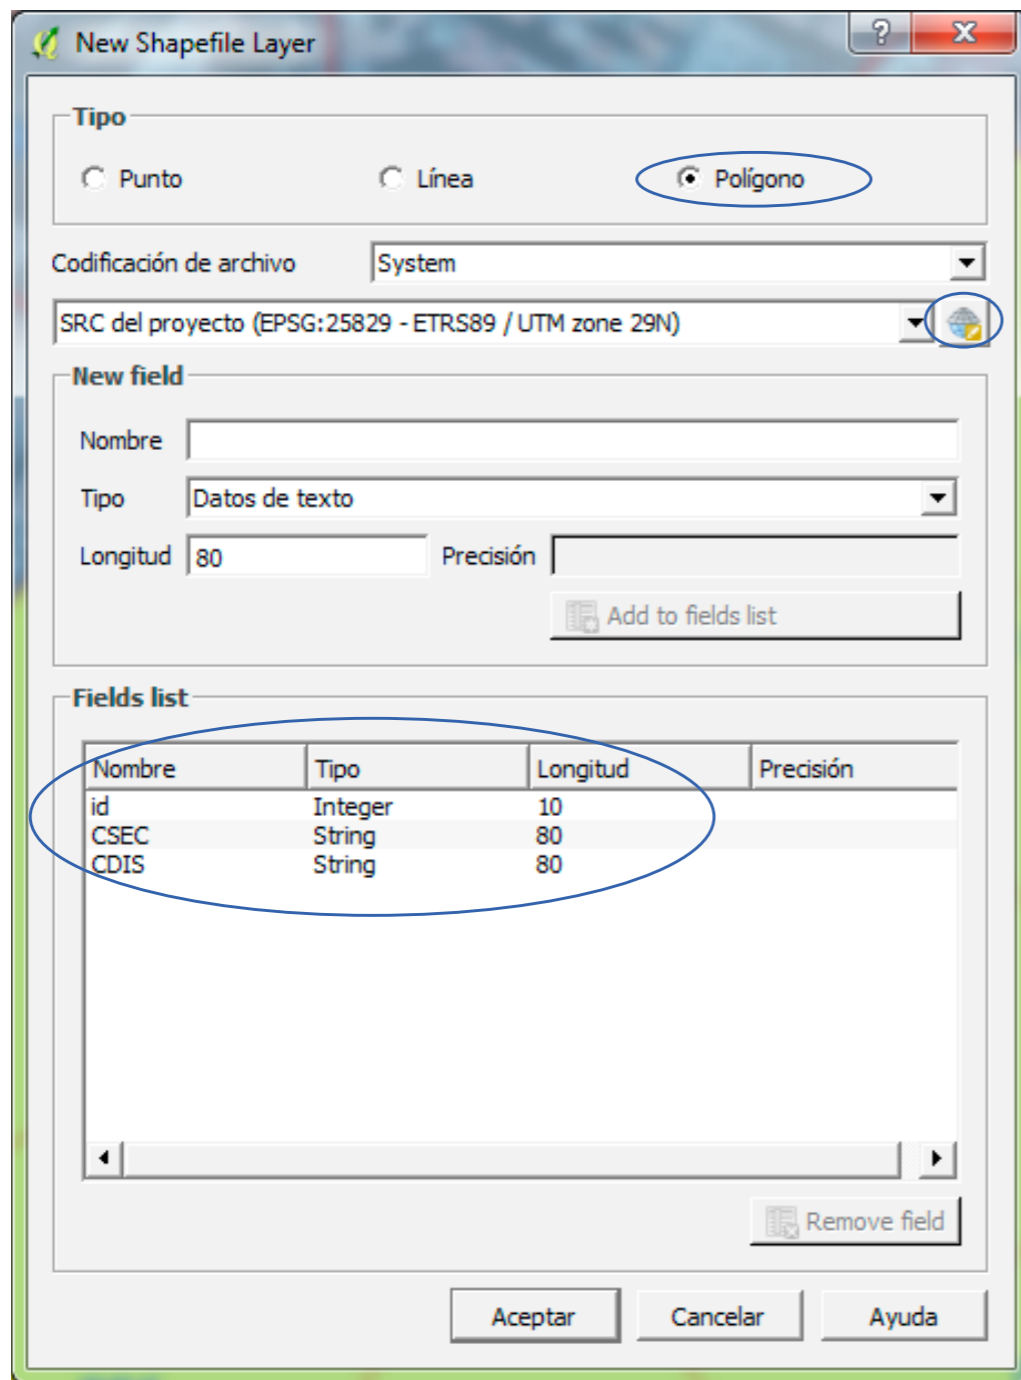 New Shapefile Layer
Tipo
Punto Línea Polígono
Codificación de archivo System
SRC del proyecto (EPSG:25829 - ETRS89 / UTM zone 29N)
New field
Nombre
Tipo Datos de texto
Longitud 80 Precisión
Add to fields list
Fields list
Nombre Tipo Longitud Precisión
id Integer 10
CSEC String 80
CDIS String 80
Remove field
Aceptar Cancelar Ayuda